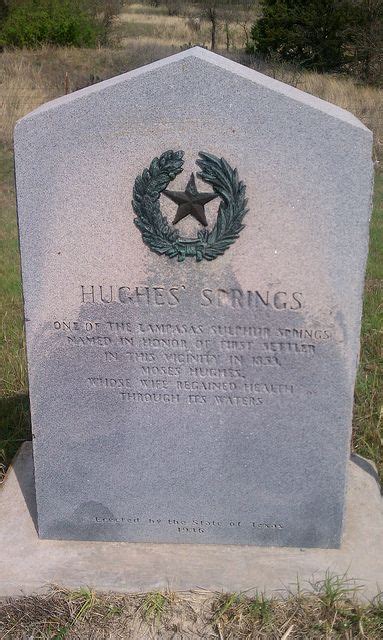 HUGHES' SPRINGS
ONE OF THE LAMPASAS SULPHUR SPRINGS
NAMED IN HONOR OF FIRST SETTLER
IN THIS VICINITY IN 1853,
MOSES HUGHES,
WHOSE WIFE REGAINED HEALTH
THROUGH ITS WATERS
Erected by the State of Texas
1936